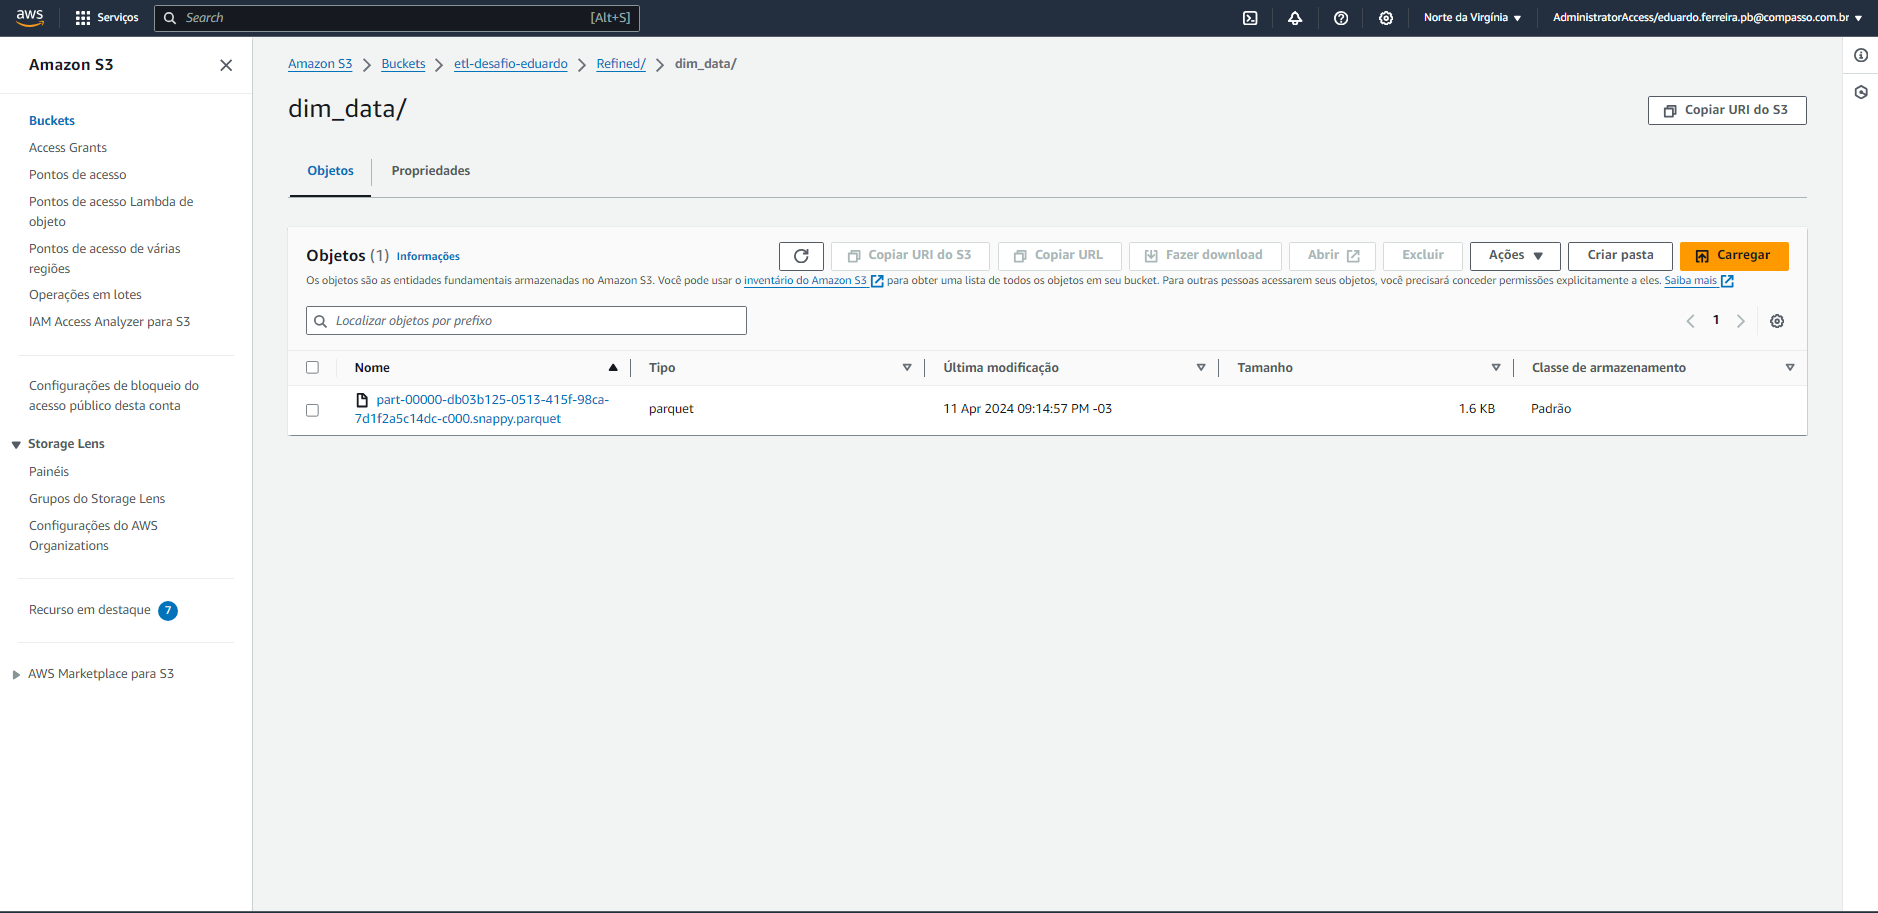 aws
Serviços
Search
[Alt+S]
Norte da Virgínia
AdministratorAccess/eduardo.ferreira.pb@compasso.com.br
Amazon S3
Buckets
Access Grants
Pontos de acesso
Pontos de acesso Lambda de
objeto
Pontos de acesso de várias
regiões
Operações em lotes
IAM Access Analyzer para S3
Configurações de bloqueio do
acesso público desta conta
Storage Lens
Painéis
Grupos do Storage Lens
Configurações do AWS
Organizations
Recurso em destaque 7
AWS Marketplace para S3
Amazon S3
Buckets
etl-desafio-eduardo
Refined/
dim_data/
dim_data/
Copiar URI do S3
Objetos
Propriedades
Objetos (1) Informações
Copiar URI do S3
Copiar URL
Fazer download
Abrir
Excluir
Ações
Criar pasta
Carregar
Os objetos são as entidades fundamentais armazenadas no Amazon S3. Você pode usar o inventário do Amazon S3 para obter uma lista de todos os objetos em seu bucket. Para outras pessoas acessarem seus objetos, você precisará conceder permissões explicitamente a eles. Saiba mais
Localizar objetos por prefixo
1
Nome
Tipo
Última modificação
Tamanho
Classe de armazenamento
part-00000-db03b125-0513-415f-98ca-
7d1f2a5c14dc-c000.snappy.parquet
parquet
11 Apr 2024 09:14:57 PM -03
1.6 KB
Padrão